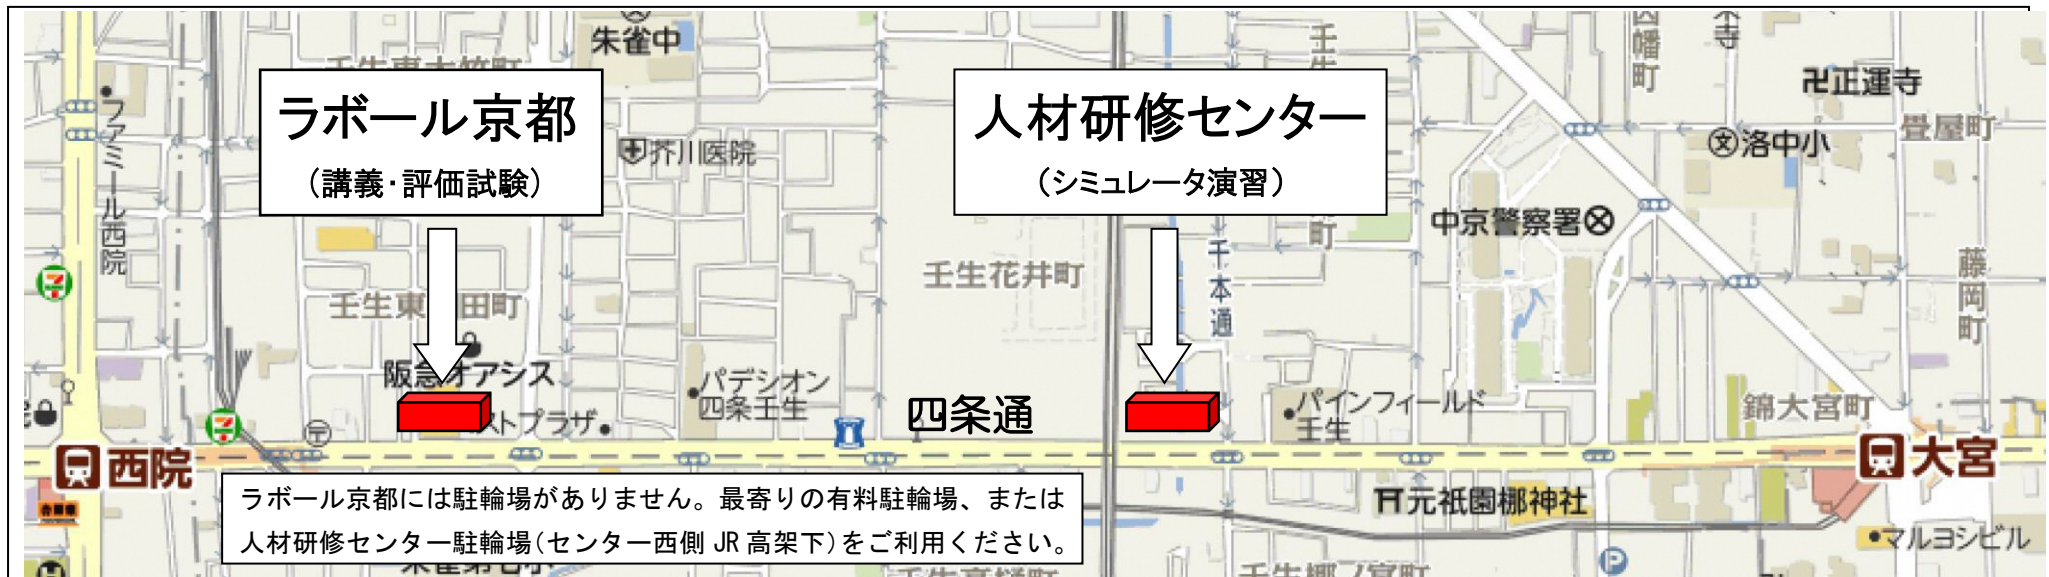 朱雀中
ラボール京都
（講義・評価試験）
人材研修センター
（シミュレータ演習）
卍正運寺
畳屋町
洛中小
芥川医院
ファミール西院
中京警察署
千本通
藤岡町
壬生花井町
阪急オアシス
パデシオン
四条壬生
四条通
パインフィールド
壬生
錦大宮町
西院
大宮
ラボール京都には駐輪場がありません。最寄りの有料駐輪場、または
人材研修センター駐輪場（センター西側 JR 高架下）をご利用ください。
元祇園梛神社
マルヨシビル
P